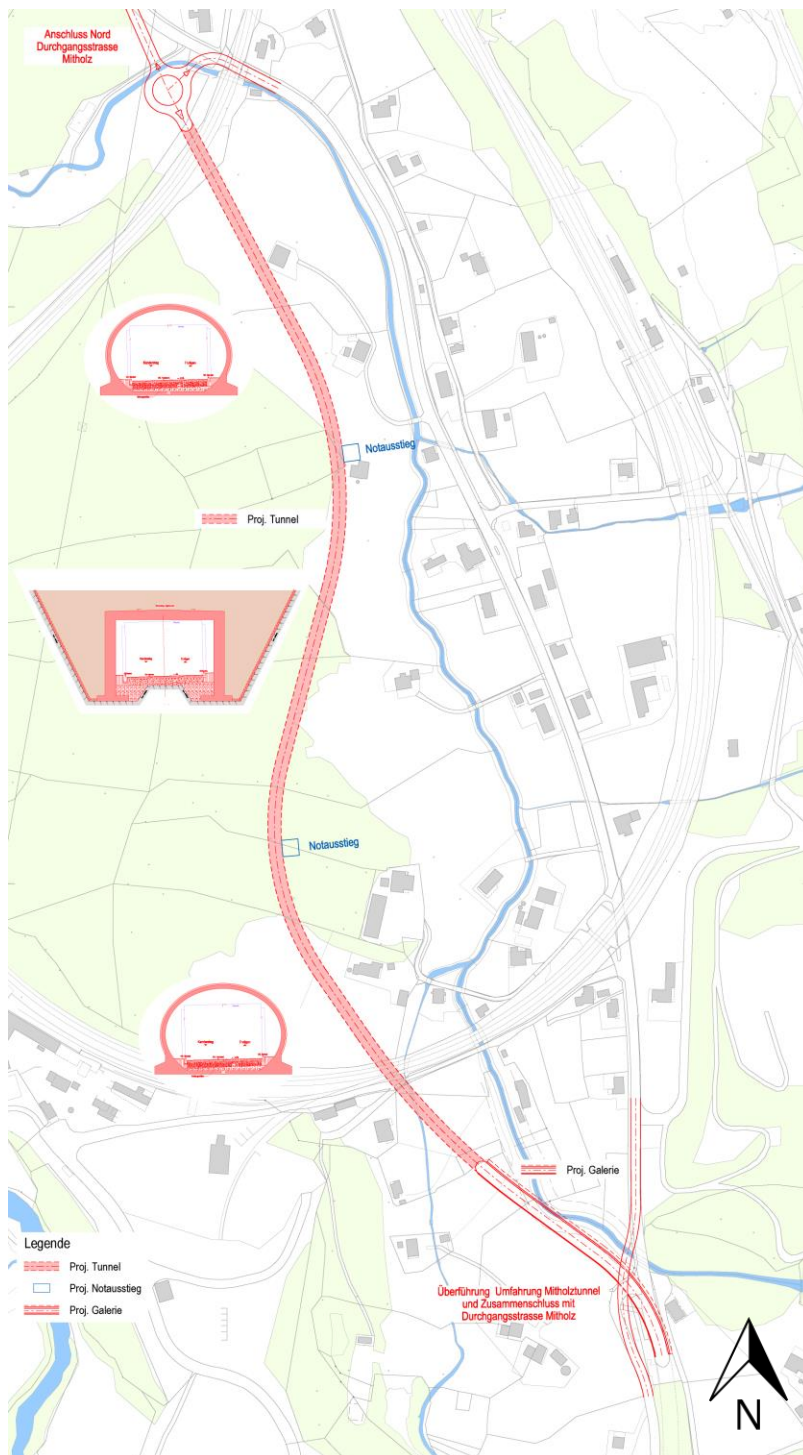 Anschluss Nord
Durchgangsstrasse
Mitholz
Notausstieg
Proj. Tunnel
Notausstieg
Proj. Galerie
Legende
Proj. Tunnel
Proj. Notausstieg
Proj. Galerie
Überführung Umfahrung Mitholztunnel
und Zusammenschluss mit
Durchgangsstrasse Mitholz
N